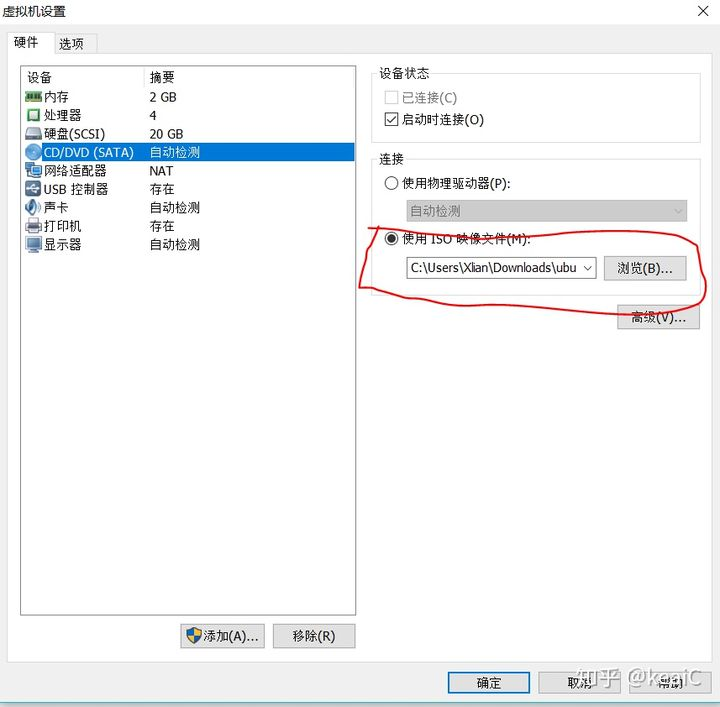 虚拟机设置
硬件 选项
设备 摘要
内存 2 GB
处理器 4
硬盘(SCSI) 20 GB
CD/DVD (SATA) 自动检测
网络适配器 NAT
USB 控制器 存在
声卡 自动检测
打印机 存在
显示器 自动检测
添加(A)... 移除(R)
设备状态
已连接(C)
启动时连接(O)
连接
使用物理驱动器(P):
自动检测
使用 ISO 映像文件(M):
C:\Users\Xlian\Downloads\ubu 浏览(B)...
高级(V)...
确定 取消 帮助
知乎 @keniC